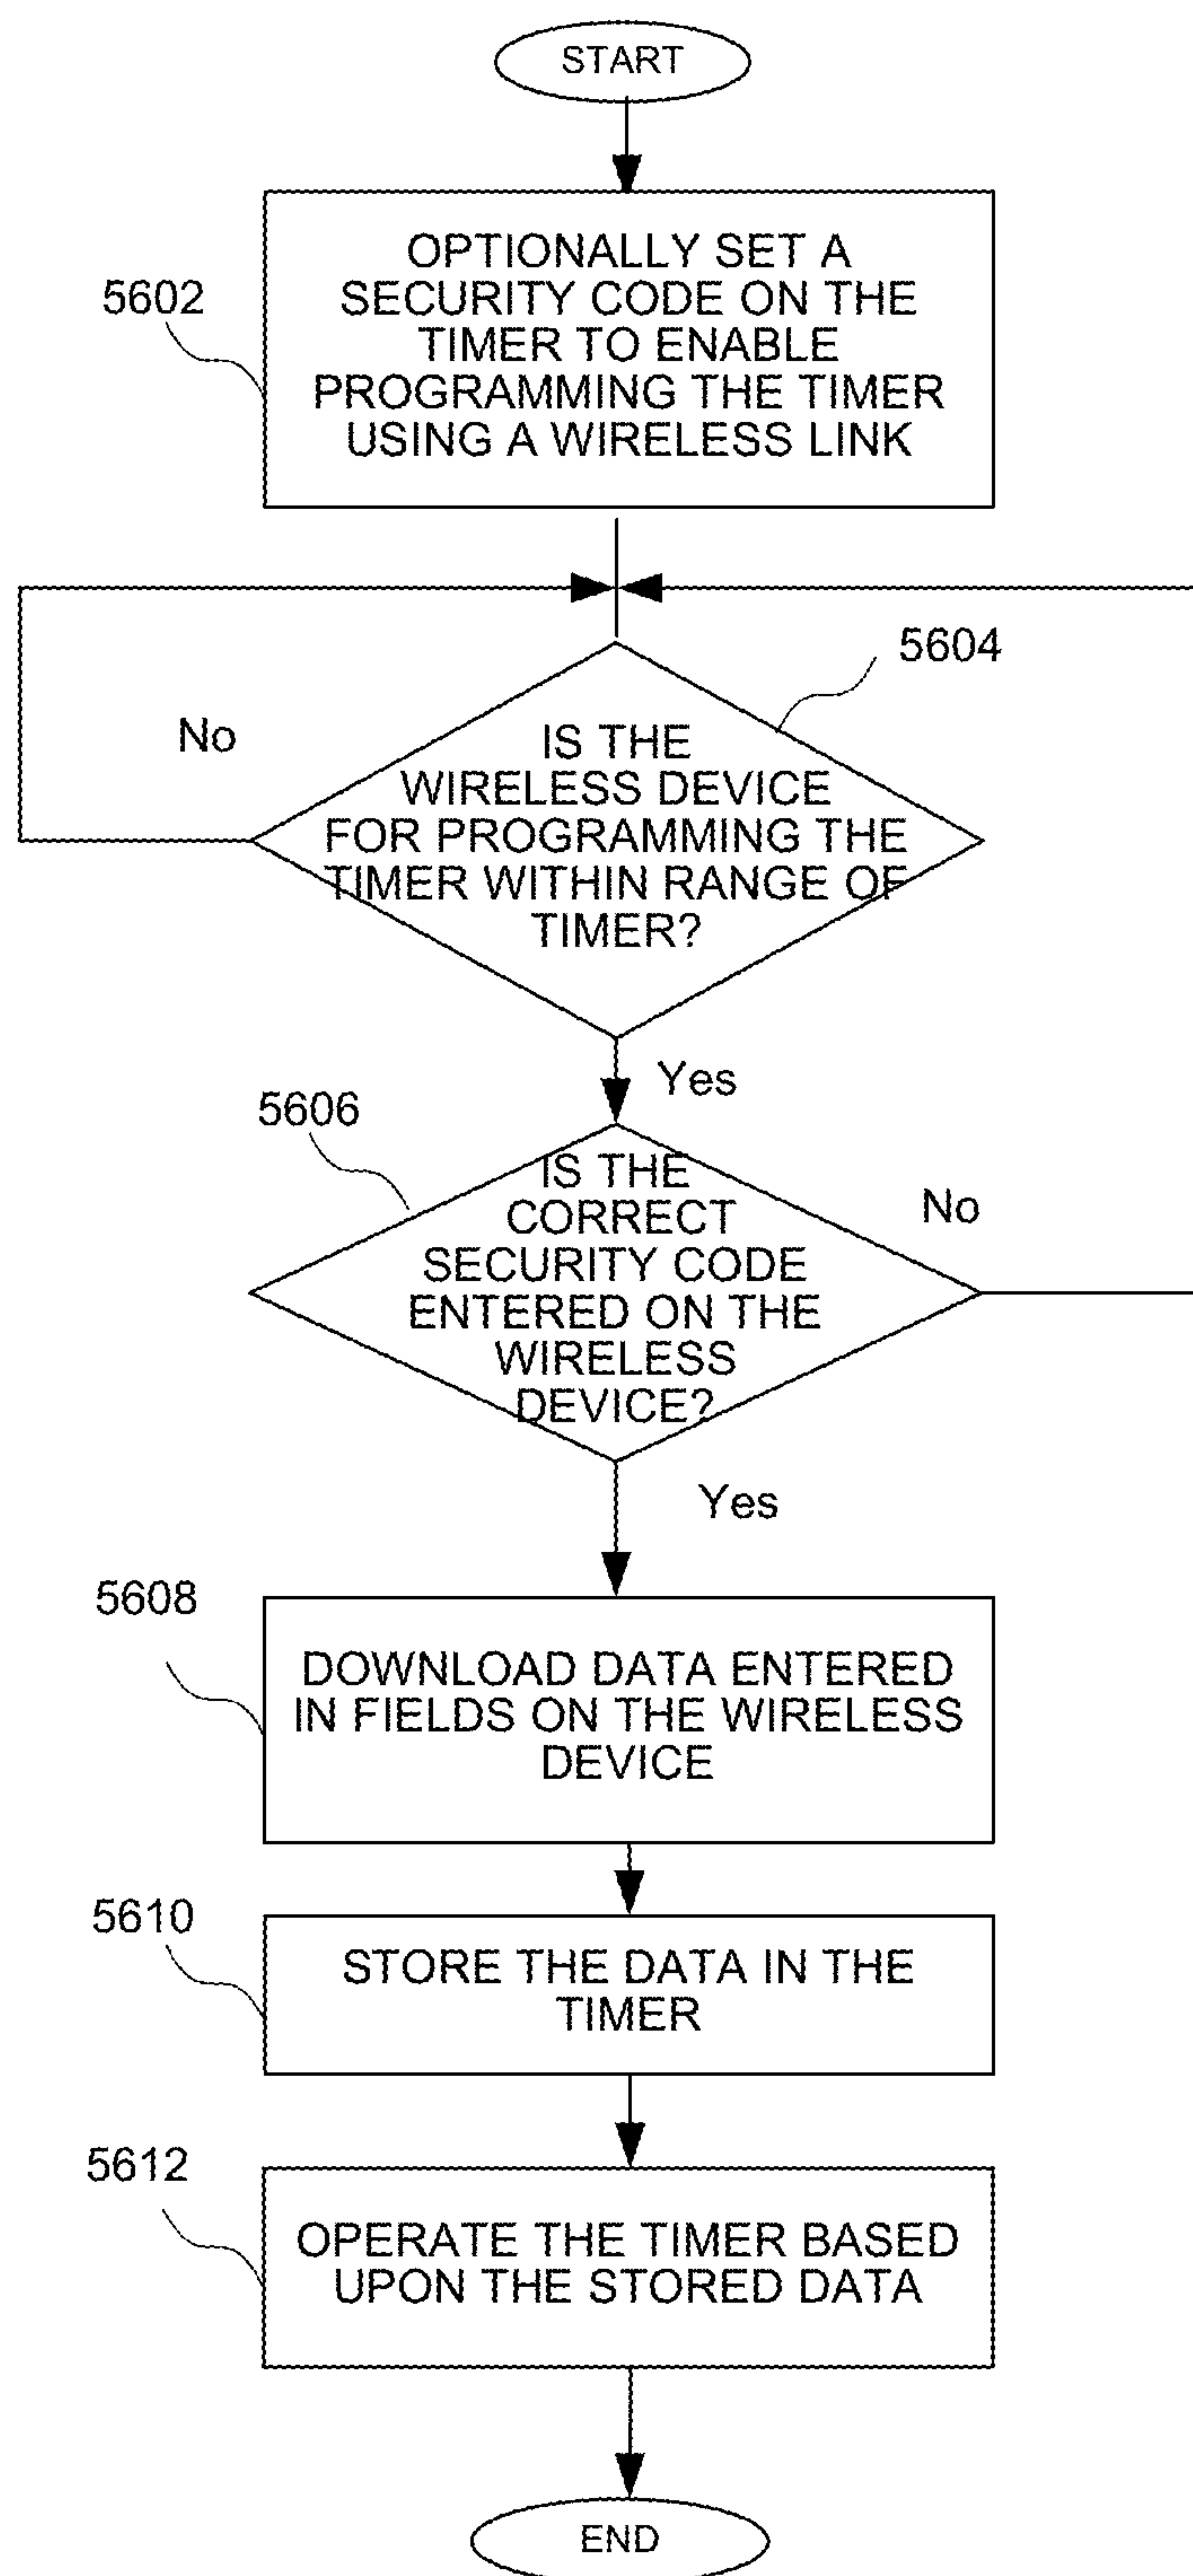 START
5602
OPTIONALLY SET A
SECURITY CODE ON THE
TIMER TO ENABLE
PROGRAMMING THE TIMER
USING A WIRELESS LINK
5604
No
IS THE
WIRELESS DEVICE
FOR PROGRAMMING THE
TIMER WITHIN RANGE OF
TIMER?
Yes
5606
IS THE
CORRECT
SECURITY CODE
ENTERED ON THE
WIRELESS
DEVICE?
No
Yes
5608
DOWNLOAD DATA ENTERED
IN FIELDS ON THE WIRELESS
DEVICE
5610
STORE THE DATA IN THE
TIMER
5612
OPERATE THE TIMER BASED
UPON THE STORED DATA
END